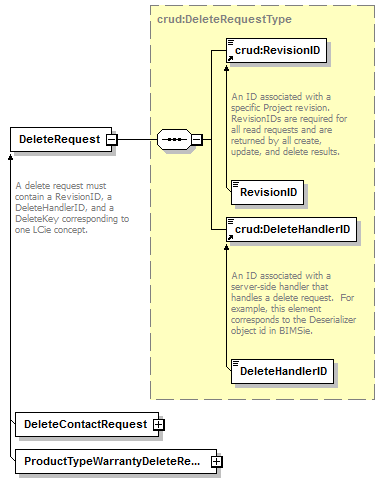 crud:DeleteRequestType
crud:RevisionID
An ID associated with a
specific Project revision.
RevisionIDs are required for
all read requests and are
returned by all create,
update, and delete results.
DeleteRequest
A delete request must
contain a RevisionID, a
DeleteHandlerID, and a
DeleteKey corresponding to
one LCie concept.
RevisionID
crud:DeleteHandlerID
An ID associated with a
server-side handler that
handles a delete request.  For
example, this element
corresponds to the Deserializer
object id in BIMSie.
DeleteHandlerID
DeleteContactRequest
ProductTypeWarrantyDeleteRe...